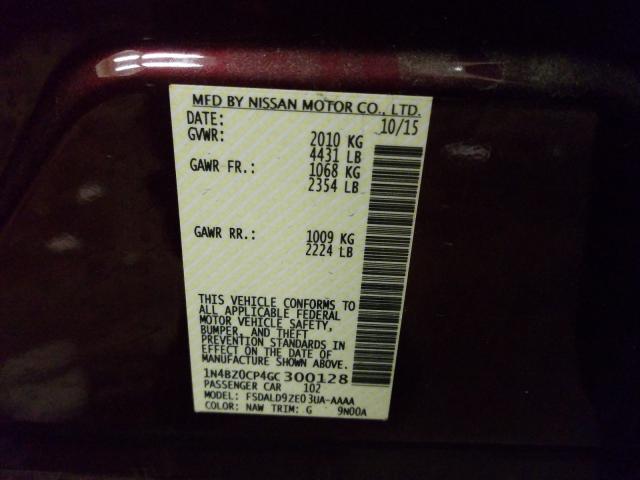 MFD BY NISSAN MOTOR CO., LTD.
DATE: 10/15
GVWR: 2010 KG
4431 LB
GAWR FR.: 1068 KG
2354 LB
GAWR RR.: 1009 KG
2224 LB
THIS VEHICLE CONFORMS TO
ALL APPLICABLE FEDERAL
MOTOR VEHICLE SAFETY,
BUMPER, AND THEFT
PREVENTION STANDARDS IN
EFFECT ON THE DATE OF
MANUFACTURE SHOWN ABOVE.
1N4BZ0CP4GC300128
PASSENGER CAR 102
MODEL: FSDALD9ZE03UA-AAAA
COLOR: NAW TRIM: G 9N00A